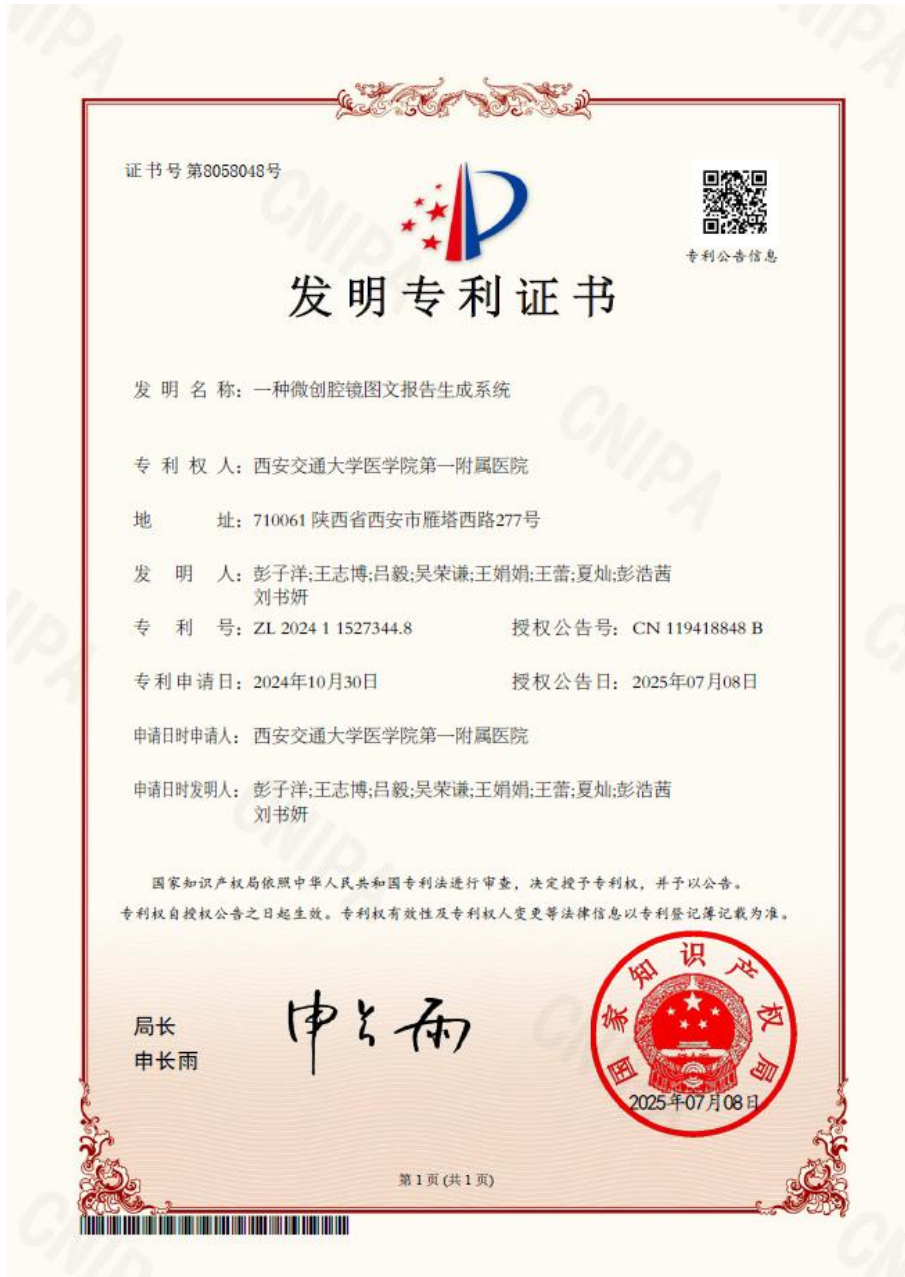 证书号第8058048号
专利公告信息
发明专利证书
发明名称：一种微创腔镜图文报告生成系统
专利权人：西安交通大学医学院第一附属医院
地址：710061 陕西省西安市雁塔西路277号
发明人：彭子洋;王志博;吕毅;吴荣谦;王娟娟;王蕾;夏灿;彭浩茜
刘书妍
专利号：ZL 2024 1 1527344.8 授权公告号：CN 119418848 B
专利申请日：2024年10月30日 授权公告日：2025年07月08日
申请日时申请人：西安交通大学医学院第一附属医院
申请日时发明人：彭子洋;王志博;吕毅;吴荣谦;王娟娟;王蕾;夏灿;彭浩茜
刘书妍
国家知识产权局依照中华人民共和国专利法进行审查，决定授予专利权，并予以公告。
专利权自授权公告之日起生效。专利权有效性及专利权人变更等法律信息以专利登记簿记载为准。
局长
申长雨
申长雨
国家知识产权局
2025年07月08日
第1页(共1页)
CNIPA